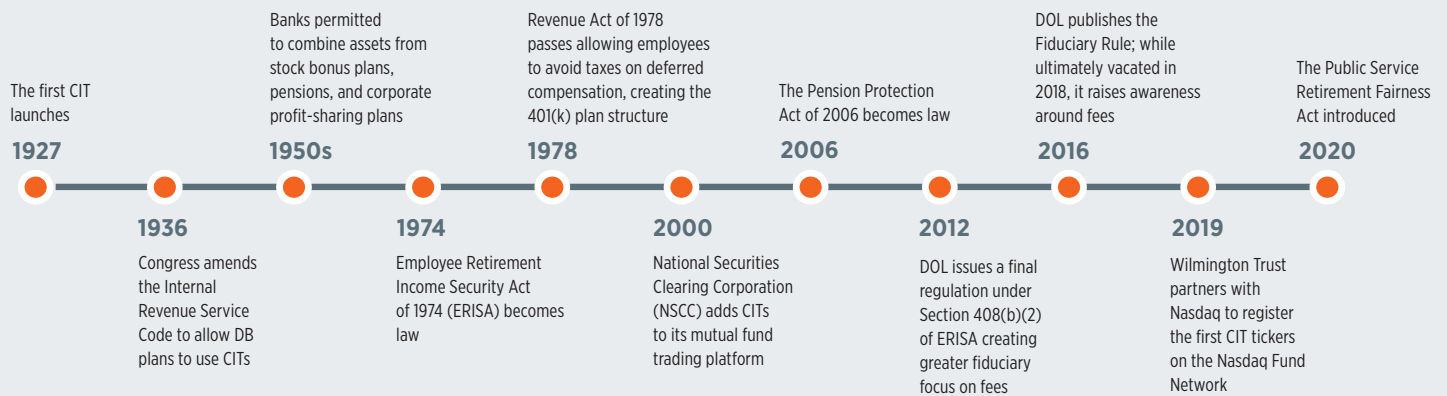 The first CIT
launches
1927
1936
Congress amends
the Internal
Revenue Service
Code to allow DB
plans to use CITs
Banks permitted
to combine assets from
stock bonus plans,
pensions, and corporate
profit-sharing plans
1950s
1974
Employee Retirement
Income Security Act
of 1974 (ERISA) becomes
law
Revenue Act of 1978
passes allowing employees
to avoid taxes on deferred
compensation, creating the
401(k) plan structure
1978
2000
National Securities
Clearing Corporation
(NSCC) adds CITs
to its mutual fund
trading platform
The Pension Protection
Act of 2006 becomes law
2006
2012
DOL issues a final
regulation under
Section 408(b)(2)
of ERISA creating
greater fiduciary
focus on fees
DOL publishes the
Fiduciary Rule; while
ultimately vacated in
2018, it raises awareness
around fees
2016
2019
Wilmington Trust
partners with
Nasdaq to register
the first CIT tickers
on the Nasdaq Fund
Network
The Public Service
Retirement Fairness
Act introduced
2020